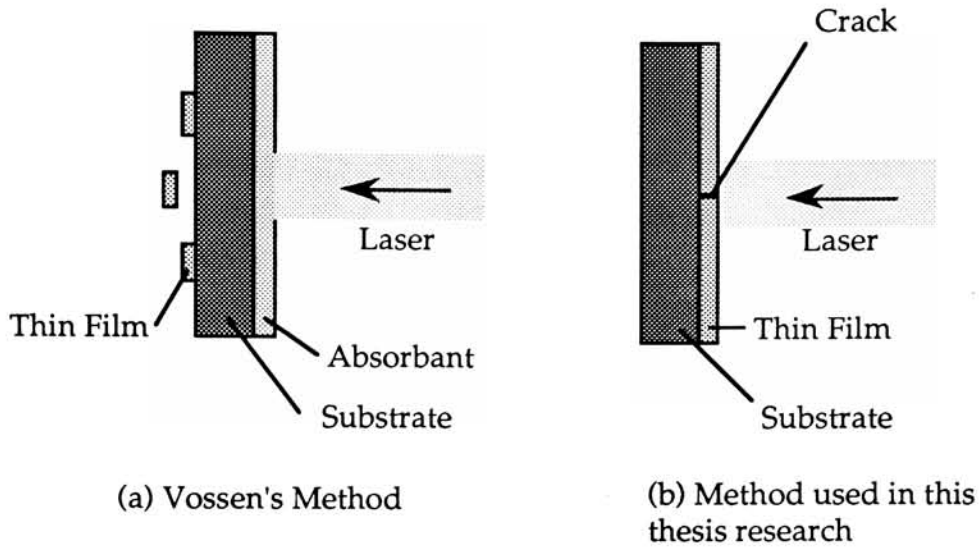 Crack
Laser
Laser
Thin Film
Thin Film
Absorbant
Substrate
Substrate
(a) Vossen's Method
(b) Method used in this
thesis research